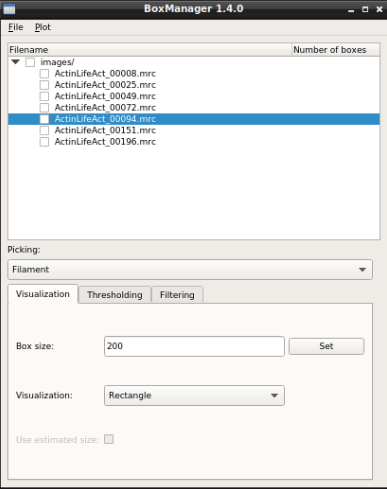 BoxManager 1.4.0
File Plot
Filename Number of boxes
images/
ActinLifeAct_00008.mrc
ActinLifeAct_00025.mrc
ActinLifeAct_00049.mrc
ActinLifeAct_00072.mrc
ActinLifeAct_00094.mrc
ActinLifeAct_00151.mrc
ActinLifeAct_00196.mrc
Picking:
Filament
Visualization Thresholding Filtering
Box size: 200 Set
Visualization: Rectangle
Use estimated size: